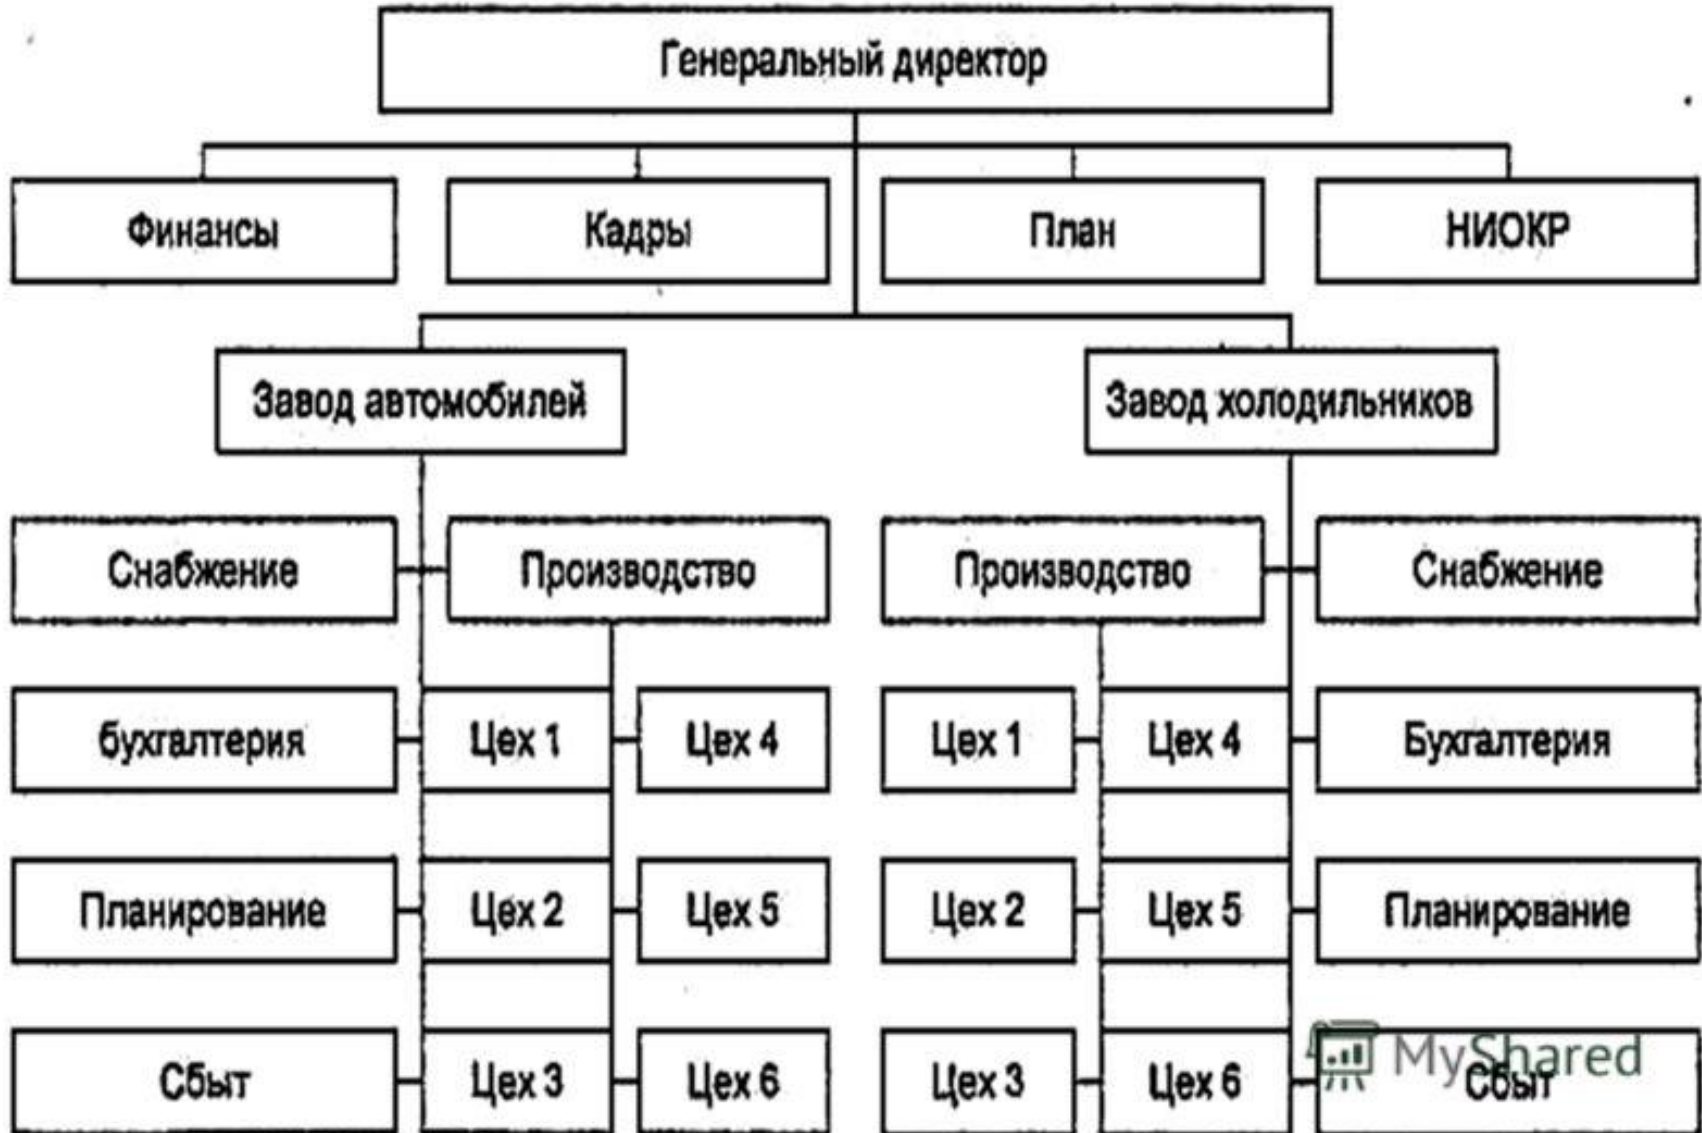 Генеральный директор
Финансы
Кадры
План
НИОКР
Завод автомобилей
Завод холодильников
Снабжение
Производство
Производство
Снабжение
бухгалтерия
Цех 1
Цех 4
Цех 1
Цех 4
Бухгалтерия
Планирование
Цех 2
Цех 5
Цех 2
Цех 5
Планирование
Сбыт
Цех 3
Цех 6
Цех 3
Цех 6
Сбыт
MyShared